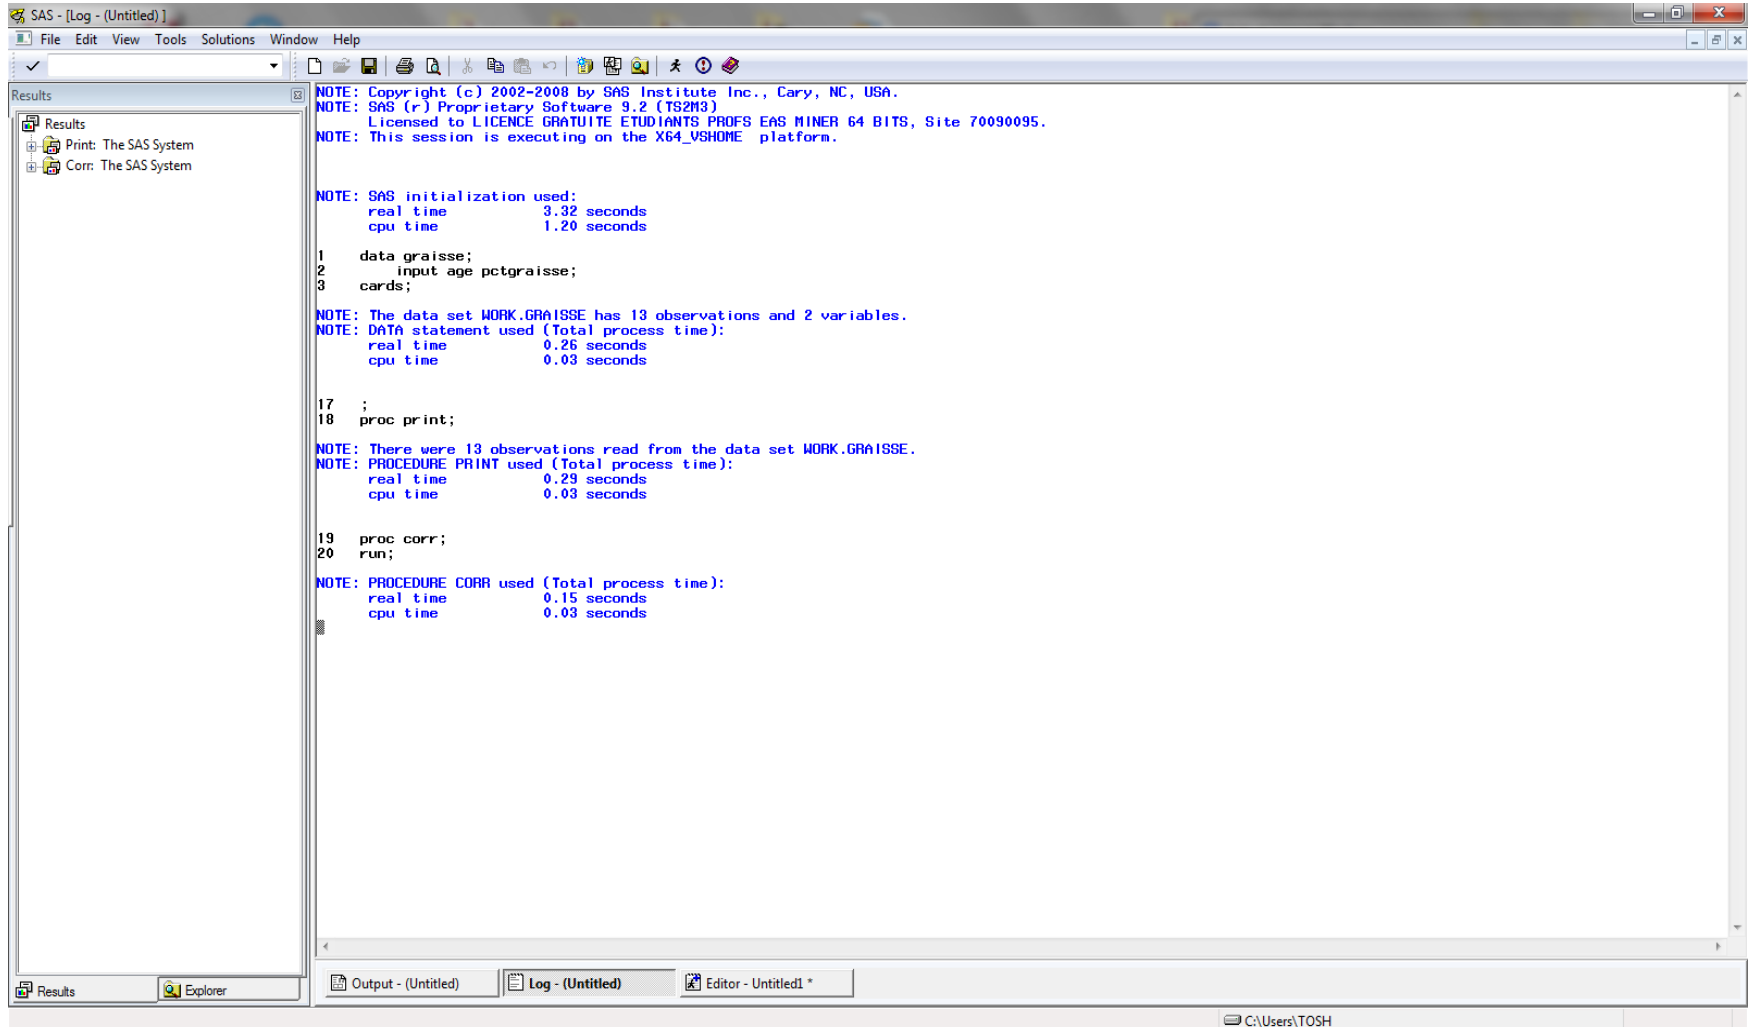 SAS - [Log - (Untitled) ]
File Edit View Tools Solutions Window Help
Results
Results
Print: The SAS System
Corr: The SAS System
NOTE: Copyright (c) 2002-2008 by SAS Institute Inc., Cary, NC, USA.
NOTE: SAS (r) Proprietary Software 9.2 (TS2M3)
Licensed to LICENCE GRATUITE ETUDIANTS PROFS EAS MINER 64 BITS, Site 70090095.
NOTE: This session is executing on the X64_VSHOME platform.
NOTE: SAS initialization used:
real time 3.32 seconds
cpu time 1.20 seconds
1 data graisse;
2 input age pctgraisse;
3 cards;
NOTE: The data set WORK.GRAISSE has 13 observations and 2 variables.
NOTE: DATA statement used (Total process time):
real time 0.26 seconds
cpu time 0.03 seconds
17 ;
18 proc print;
NOTE: There were 13 observations read from the data set WORK.GRAISSE.
NOTE: PROCEDURE PRINT used (Total process time):
real time 0.29 seconds
cpu time 0.03 seconds
19 proc corr;
20 run;
NOTE: PROCEDURE CORR used (Total process time):
real time 0.15 seconds
cpu time 0.03 seconds
Results Explorer
Output - (Untitled) Log - (Untitled) Editor - Untitled1 *
C:\Users\TOSH